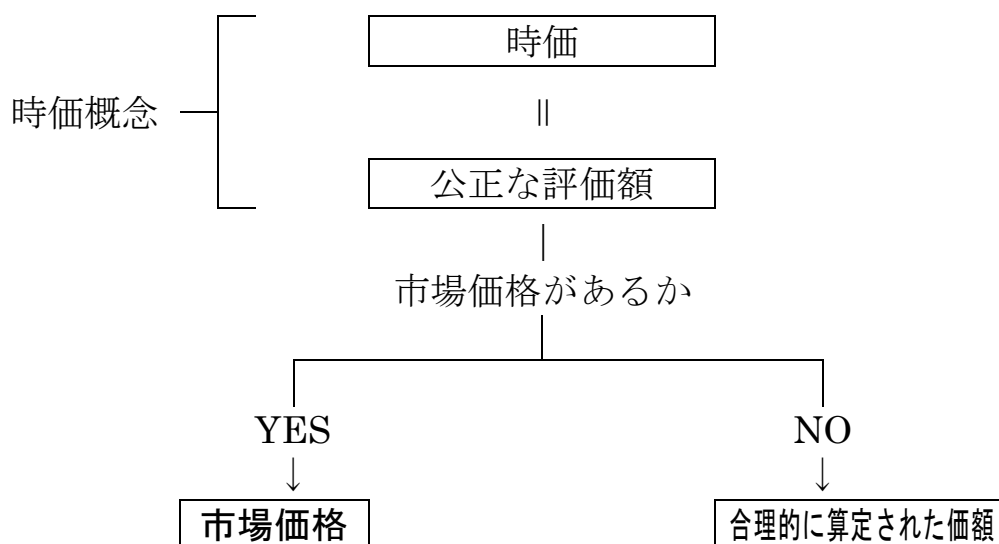 時価
時価概念
॥
公正な評価額
市場価格があるか
YES
NO
↓
↓
市場価格
合理的に算定された価額